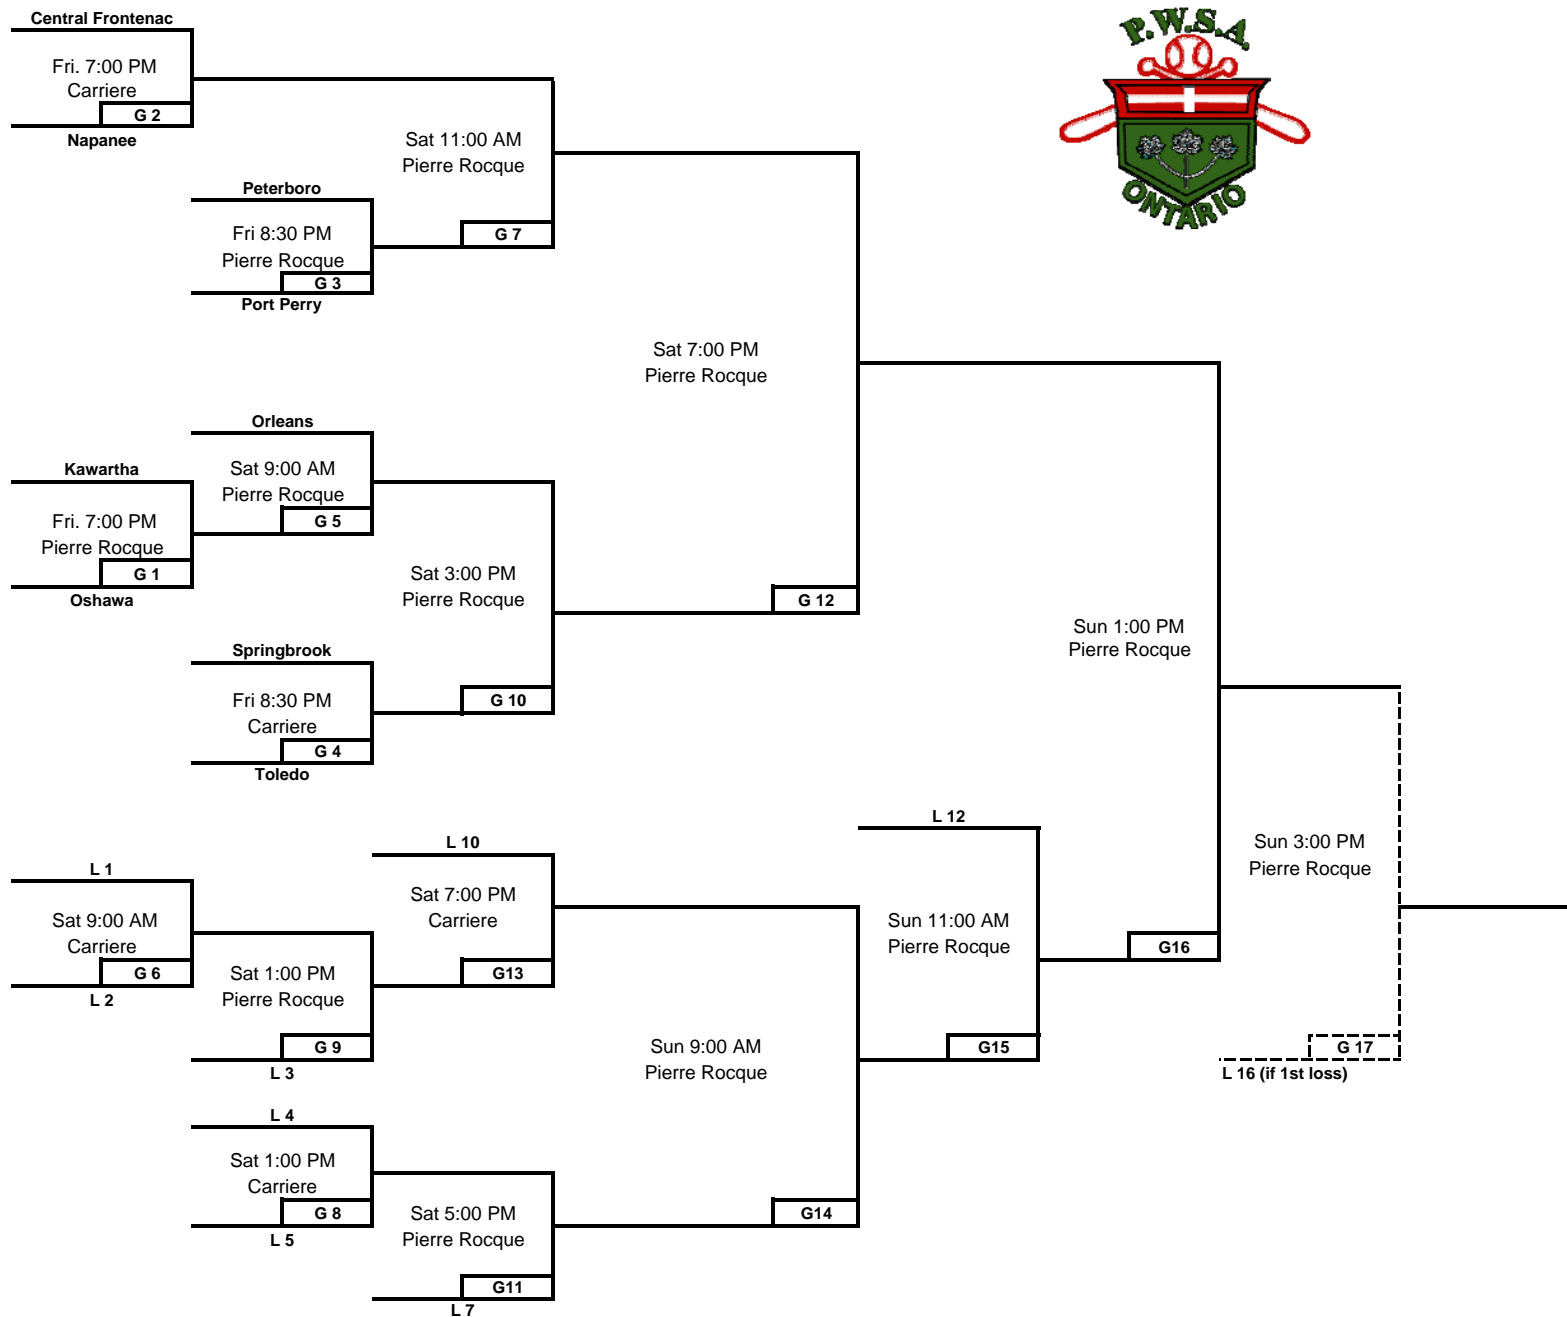 Central Frontenac
Fri. 7:00 PM
Carriere
G 2
Napanee
P.W.S.A.
ONTARIO
Sat 11:00 AM
Pierre Rocque
G 7
Peterboro
Fri 8:30 PM
Pierre Rocque
G 3
Port Perry
Sat 7:00 PM
Pierre Rocque
G 12
Orleans
Sat 9:00 AM
Pierre Rocque
G 5
Kawartha
Fri. 7:00 PM
Pierre Rocque
G 1
Oshawa
Sat 3:00 PM
Pierre Rocque
G 10
Springbrook
Fri 8:30 PM
Carriere
G 4
Toledo
Sun 1:00 PM
Pierre Rocque
G16
L 12
Sun 11:00 AM
Pierre Rocque
G15
Sun 3:00 PM
Pierre Rocque
G 17
L 16 (if 1st loss)
L 10
Sat 7:00 PM
Carriere
G13
L 1
Sat 9:00 AM
Carriere
G 6
L 2
Sat 1:00 PM
Pierre Rocque
G 9
L 3
Sun 9:00 AM
Pierre Rocque
G14
L 4
Sat 1:00 PM
Carriere
G 8
L 5
Sat 5:00 PM
Pierre Rocque
G11
L 7